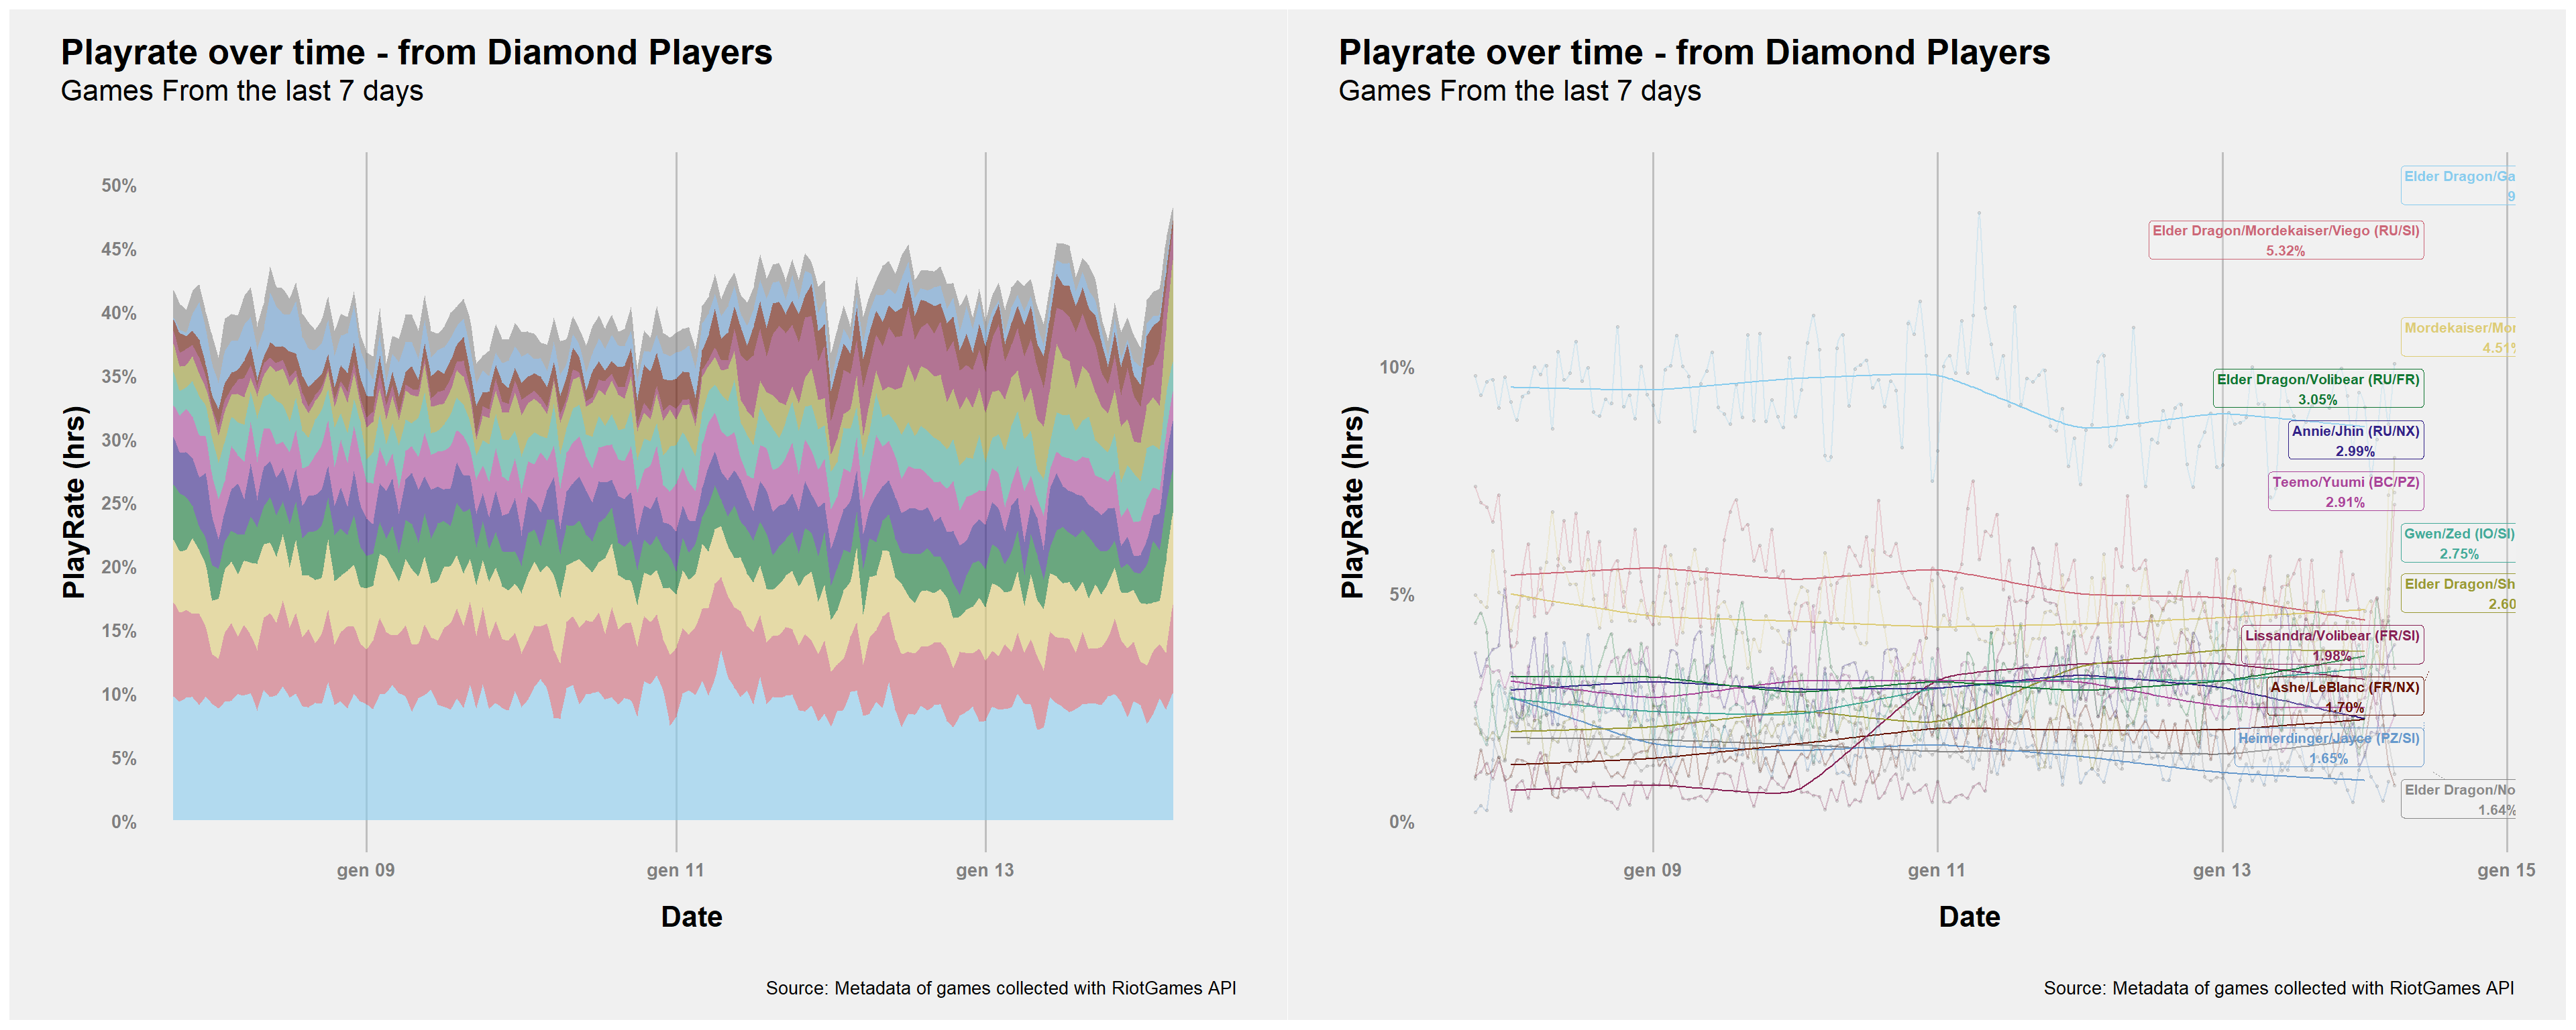 Playrate over time - from Diamond Players
Games From the last 7 days
PlayRate (hrs)
50%
45%
40%
35%
30%
25%
20%
15%
10%
5%
0%
gen 09
gen 11
gen 13
Date
Source: Metadata of games collected with RiotGames API
Playrate over time - from Diamond Players
Games From the last 7 days
PlayRate (hrs)
10%
5%
0%
Elder Dragon/Ga
9
Elder Dragon/Mordekaiser/Viego (RU/SI)
5.32%
Mordekaiser/Mor
4.51%
Elder Dragon/Volibear (RU/FR)
3.05%
Annie/Jhin (RU/NX)
2.99%
Teemo/Yuumi (BC/PZ)
2.91%
Gwen/Zed (IO/SI)
2.75%
Elder Dragon/Sh
2.60
Lissandra/Volibear (FR/SI)
1.98%
Ashe/LeBlanc (FR/NX)
1.70%
Heimerdinger/Jayce (PZ/SI)
1.65%
Elder Dragon/No
1.64%
gen 09
gen 11
gen 13
gen 15
Date
Source: Metadata of games collected with RiotGames API